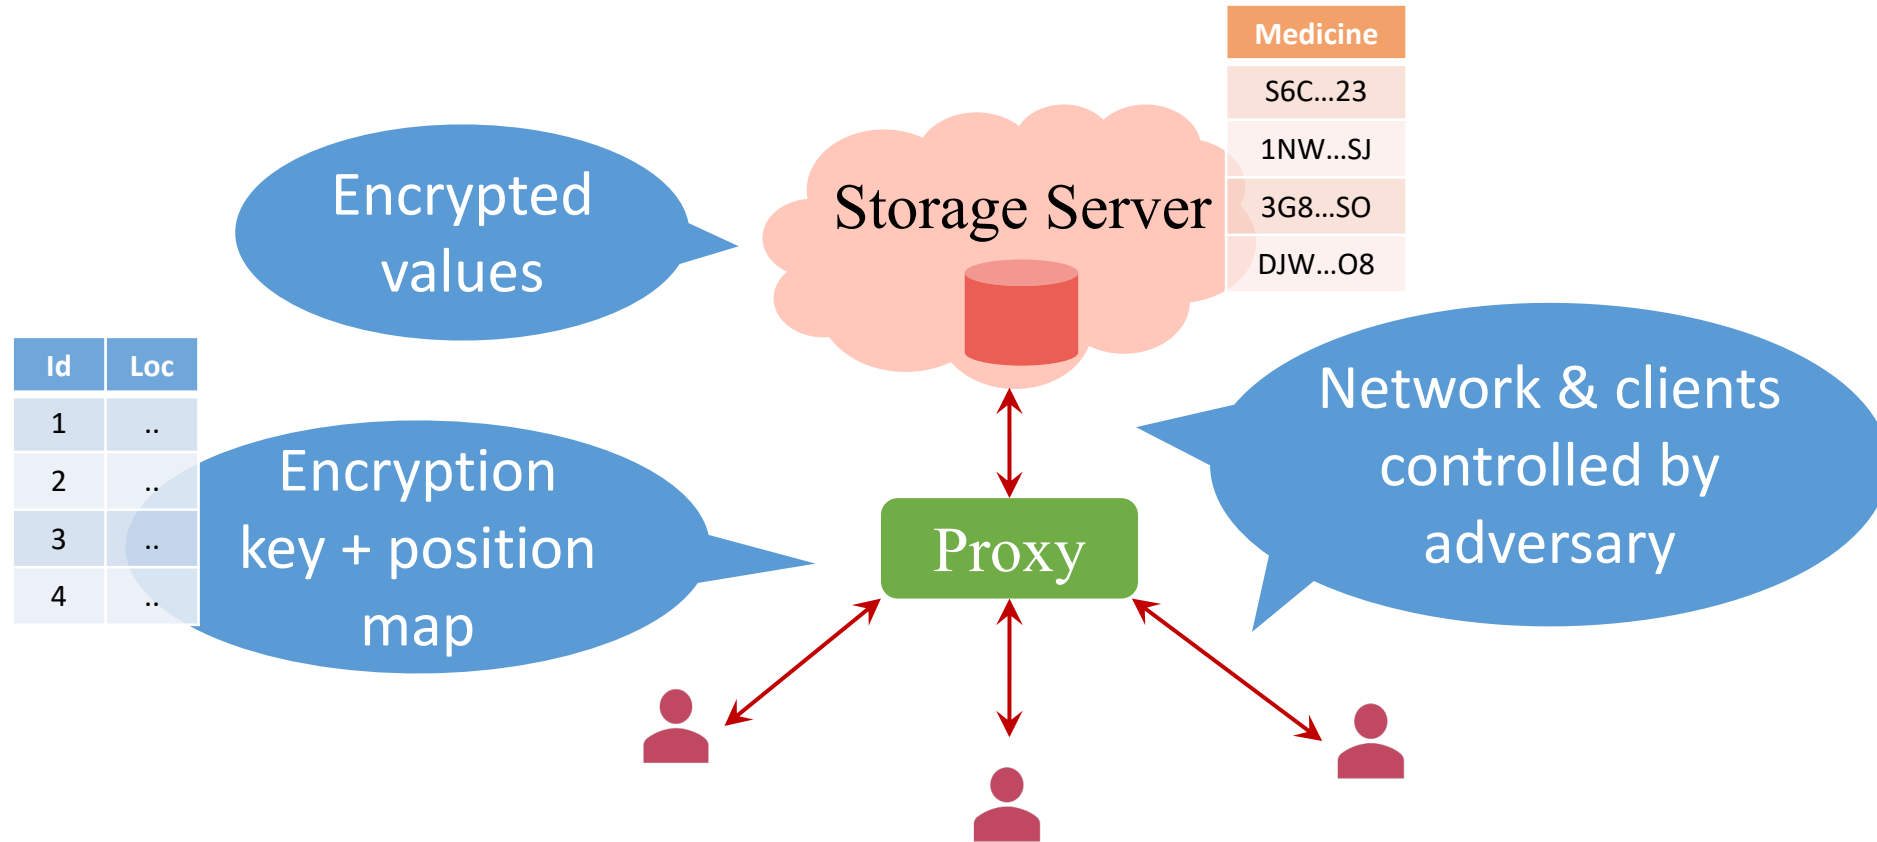 Medicine
S6C...23
1NW...SJ
3G8...SO
DJW...O8
Storage Server
Encrypted
values
Id Loc
1 ..
2 ..
3 ..
4 ..
Encryption
key + position
map
Network & clients
controlled by
adversary
Proxy